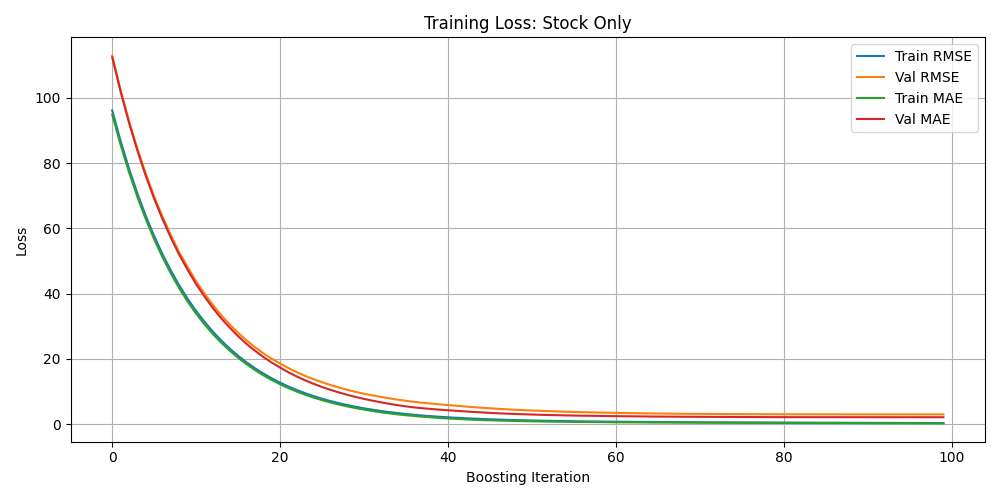 Training Loss: Stock Only
Train RMSE
Val RMSE
Train MAE
Val MAE
Loss
100
80
60
40
20
0
0 20 40 60 80 100
Boosting Iteration